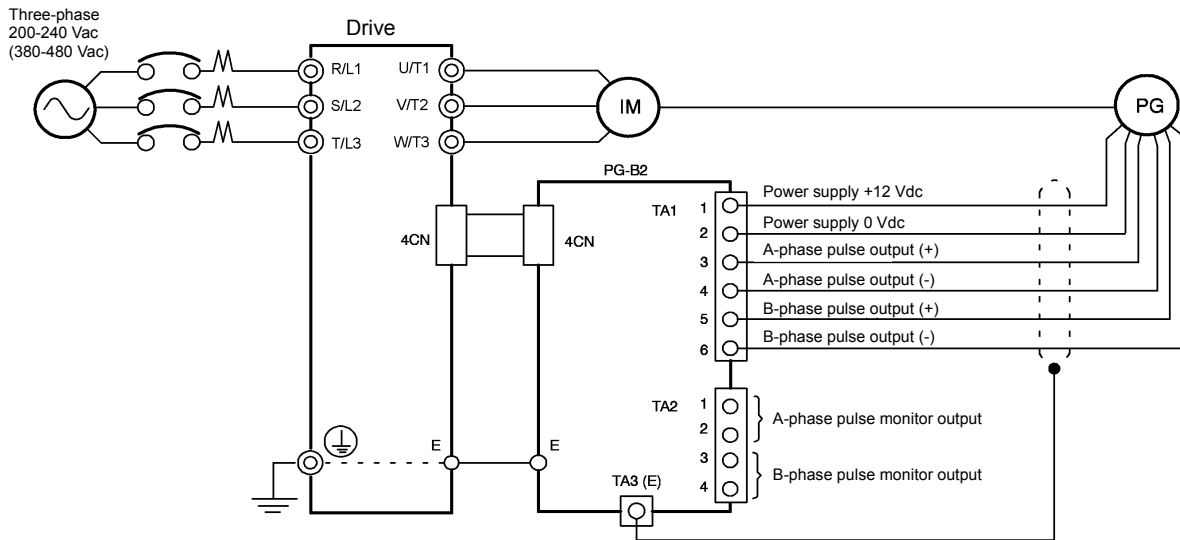 Three-phase
200-240 Vac
(380-480 Vac)
Drive
R/L1
U/T1
S/L2
V/T2
T/L3
W/T3
IM
PG
PG-B2
TA1
1
Power supply +12 Vdc
2
Power supply 0 Vdc
3
A-phase pulse output (+)
4
A-phase pulse output (-)
5
B-phase pulse output (+)
6
B-phase pulse output (-)
4CN
4CN
TA2
1
2
A-phase pulse monitor output
3
4
B-phase pulse monitor output
E
E
TA3 (E)